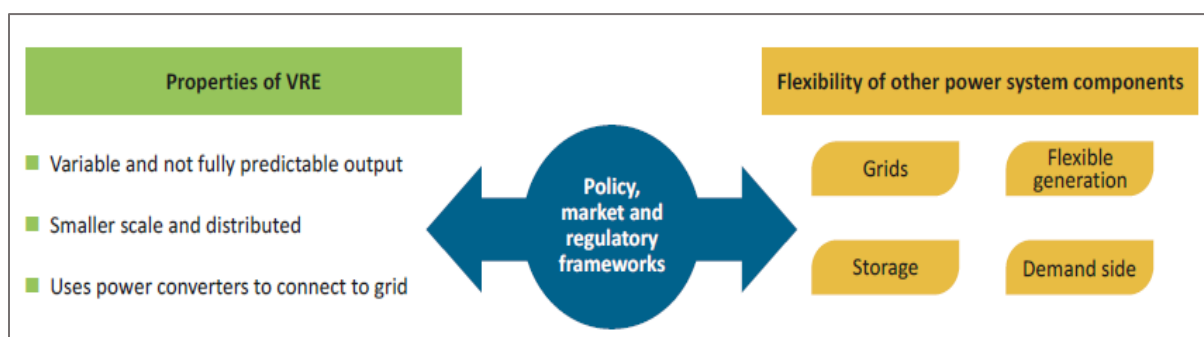 Properties of VRE
Variable and not fully predictable output
Smaller scale and distributed
Uses power converters to connect to grid
Policy,
market and
regulatory
frameworks
Flexibility of other power system components
Grids
Flexible
generation
Storage
Demand side